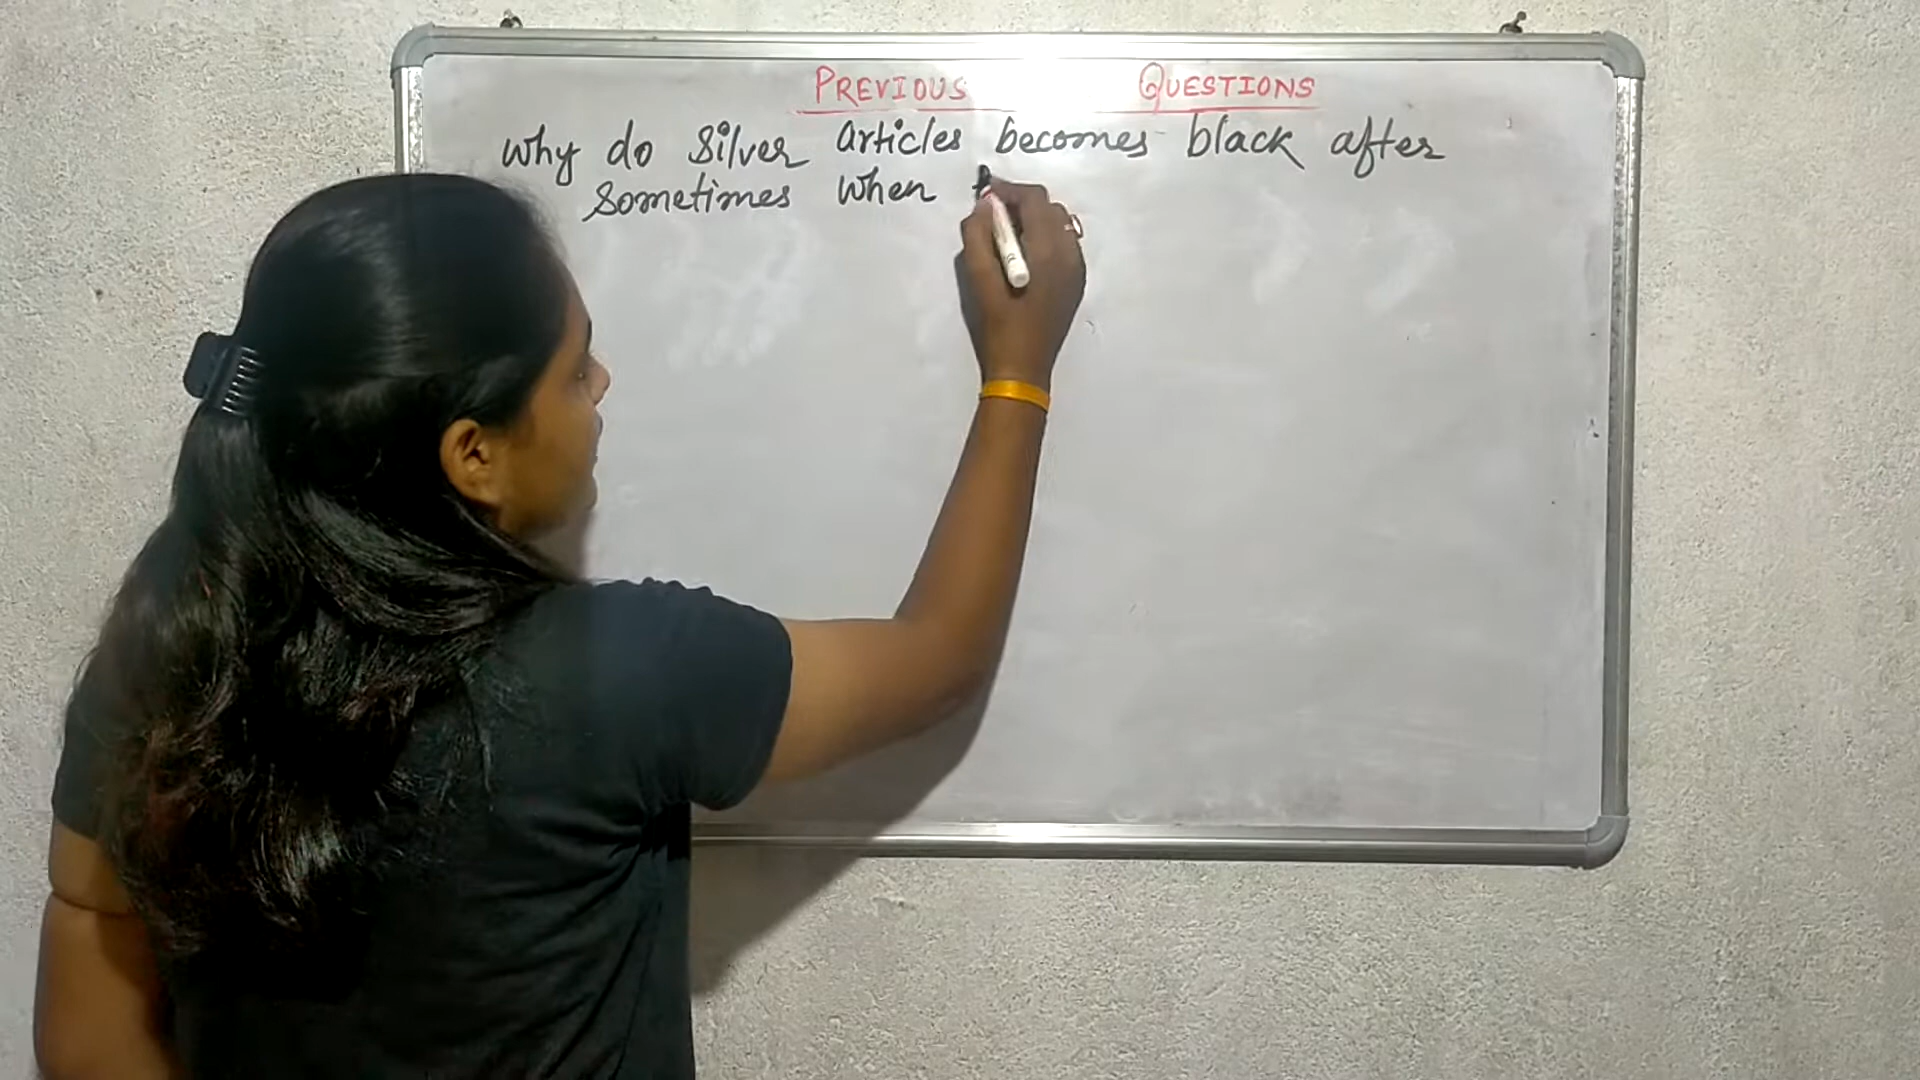 PREVIOUS QUESTIONS
Why do Silver articles becomes black after
sometimes when